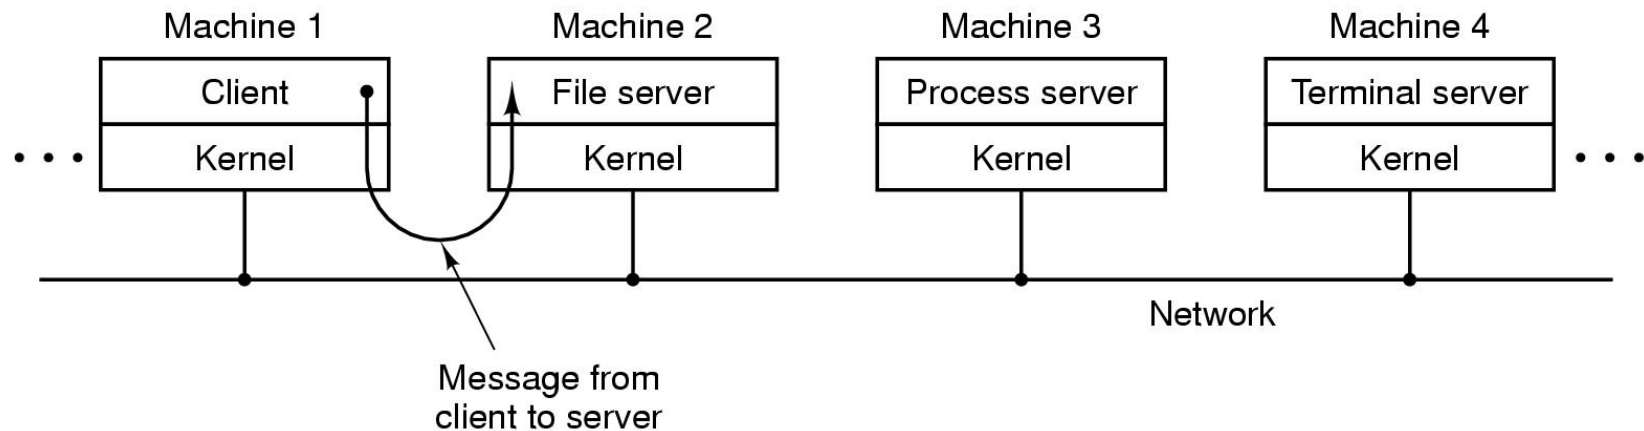 Machine 1
Machine 2
Machine 3
Machine 4
Client
File server
Process server
Terminal server
Kernel
Kernel
Kernel
Kernel
Network
Message from
client to server